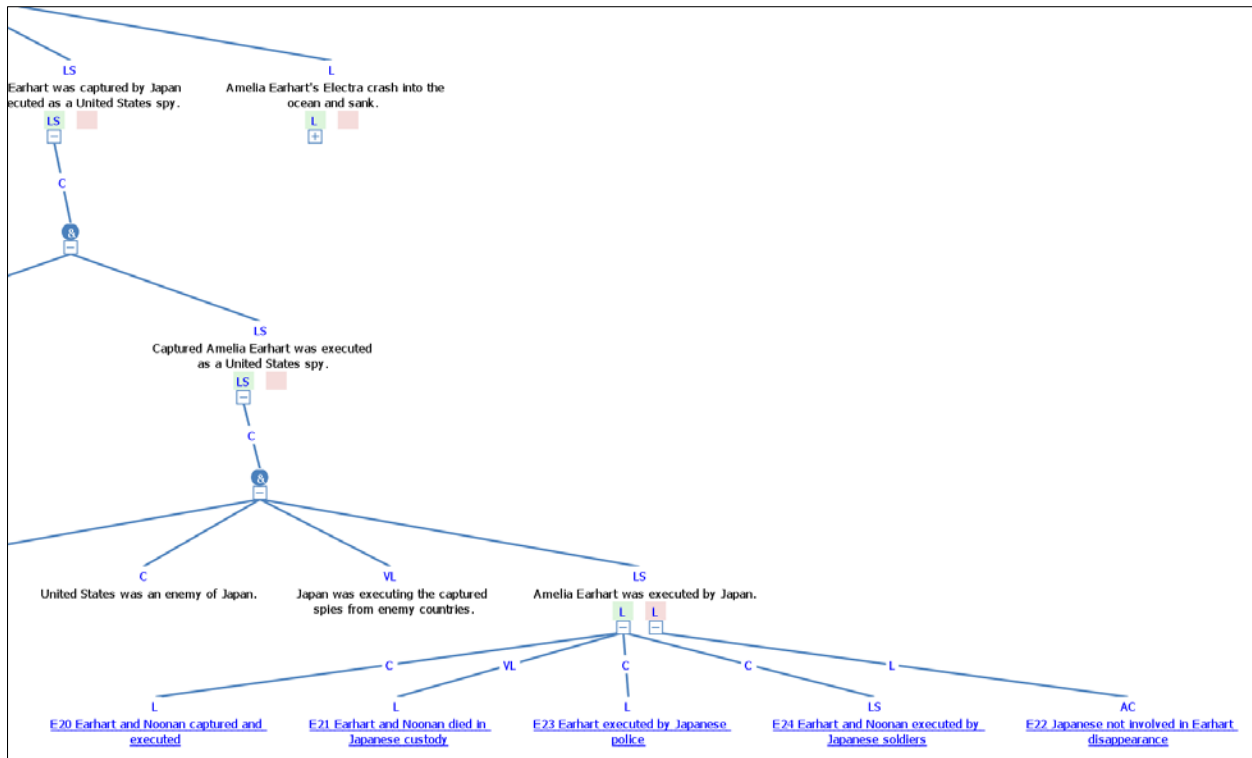 LS
L
Earhart was captured by Japan
Amelia Earhart's Electra crash into the
ecuted as a United States spy.
ocean and sank.
LS
L
C
&
LS
Captured Amelia Earhart was executed
as a United States spy.
LS
C
&
C
VL
LS
United States was an enemy of Japan.
Japan was executing the captured
spies from enemy countries.
Amelia Earhart was executed by Japan.
L
L
C
VL
C
C
L
L
L
L
LS
AC
E20 Earhart and Noonan captured and
executed
E21 Earhart and Noonan died in
Japanese custody
E23 Earhart executed by Japanese
police
E24 Earhart and Noonan executed by
Japanese soldiers
E22 Japanese not involved in Earhart
disappearance